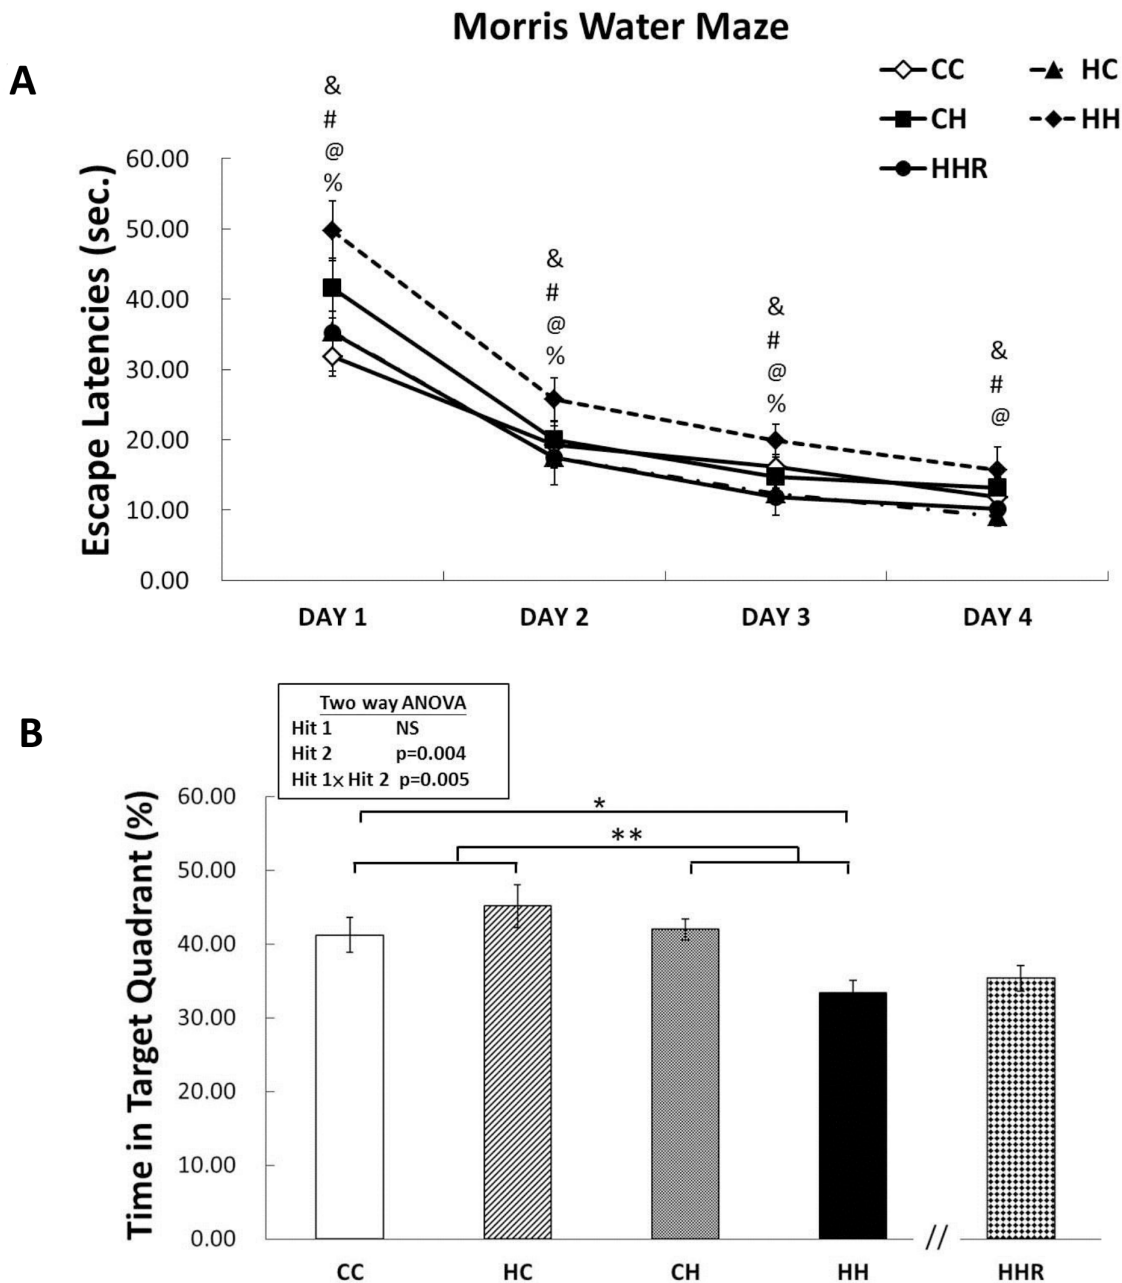 Morris Water Maze
A
CC HC
CH HH
HHR
Escape Latencies (sec.)
60.00
50.00
40.00
30.00
20.00
10.00
0.00
&
#
@
%
&
#
@
%
&
#
@
%
&
#
@
DAY 1 DAY 2 DAY 3 DAY 4
B
Two way ANOVA
Hit 1 NS
Hit 2 p=0.004
Hit 1x Hit 2 p=0.005
Time in Target Quadrant (%)
60.00
50.00
40.00
30.00
20.00
10.00
0.00
*
**
//
CC HC CH HH HHR